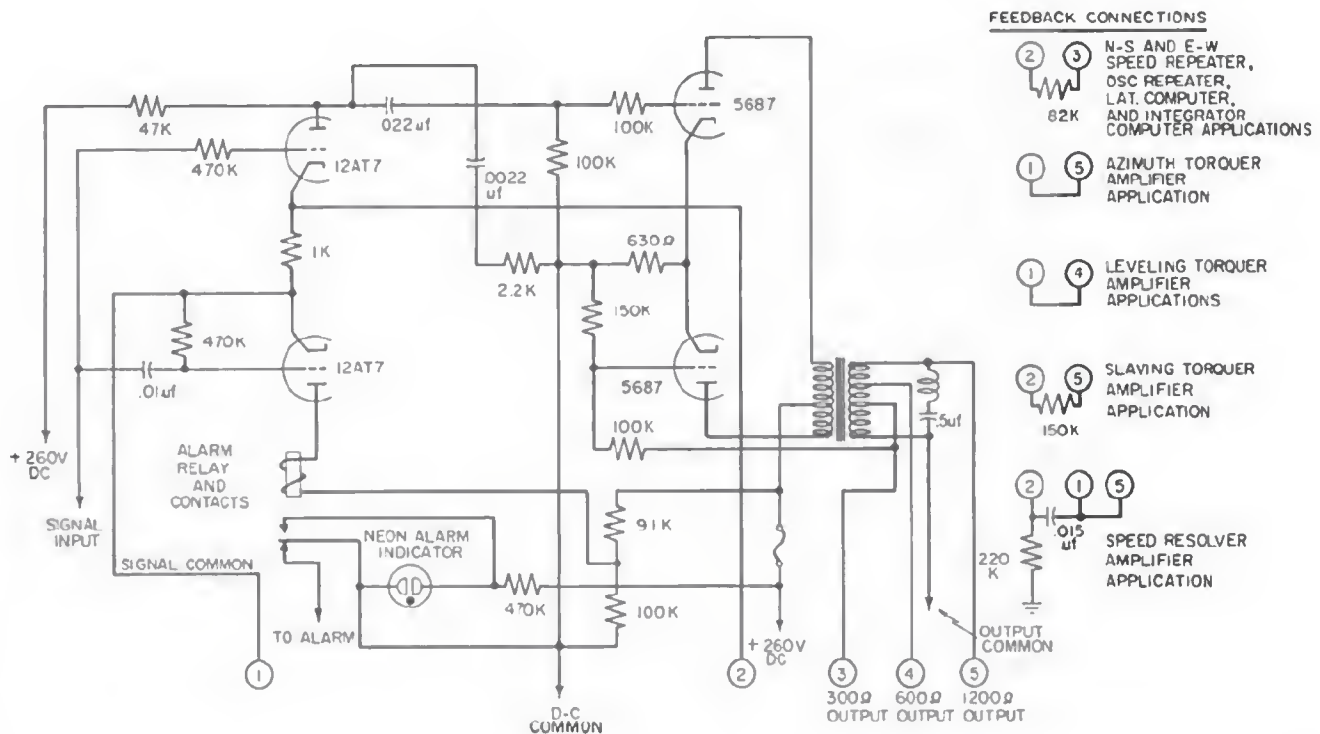 FEEDBACK CONNECTIONS
2
3
N-S AND E-W
SPEED REPEATER,
OSC REPEATER,
LAT. COMPUTER,
AND INTEGRATOR
COMPUTER APPLICATIONS
82K
1
5
AZIMUTH TORQUER
AMPLIFIER
APPLICATION
1
4
LEVELING TORQUER
AMPLIFIER
APPLICATIONS
2
5
SLAVING TORQUER
AMPLIFIER
APPLICATION
150K
2
1
5
.015
uf
SPEED RESOLVER
AMPLIFIER
APPLICATION
220
K
47K
.022uf
100K
5687
470K
12AT7
100K
.0022
uf
1K
630Ω
2.2K
150K
470K
.01uf
12AT7
5687
100K
.5uf
+260V
DC
ALARM
RELAY
AND
CONTACTS
SIGNAL
INPUT
91K
NEON ALARM
INDICATOR
SIGNAL COMMON
470K
100K
TO ALARM
+260V
DC
OUTPUT
COMMON
1
2
3
4
5
300Ω
OUTPUT
600Ω
OUTPUT
1200Ω
OUTPUT
D-C
COMMON